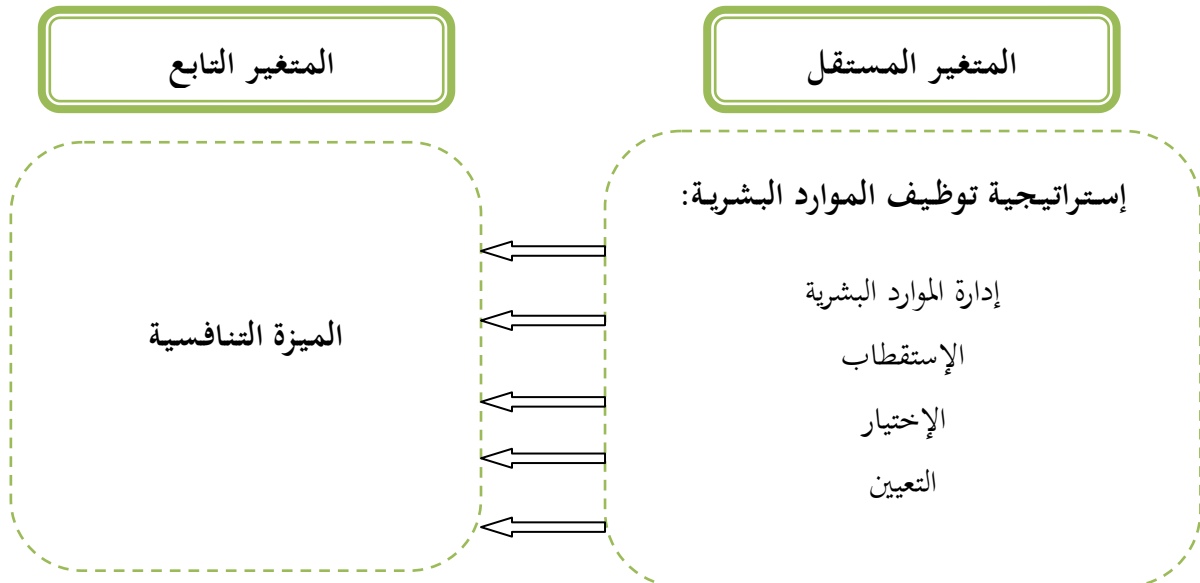 المتغير المستقل
المتغير التابع
إستراتيجية توظيف الموارد البشرية:
إدارة الموارد البشرية
الإستقطاب
الإختيار
التعيين
الميزة التنافسية